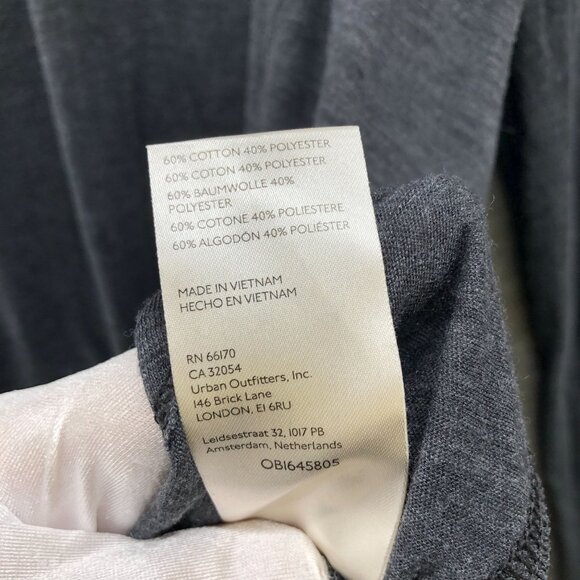 60% COTTON 40% POLYESTER
60% COTON 40% POLYESTER
60% BAUMWOLLE 40%
POLYESTER
60% COTONE 40% POLIESTERE
60% ALGODÓN 40% POLIÉSTER
MADE IN VIETNAM
HECHO EN VIETNAM
RN 66170
CA 32054
Urban Outfitters, Inc.
146 Brick Lane
LONDON, E1 6RU
Leidsestraat 32, 1017 PB
Amsterdam, Netherlands
OB1645805